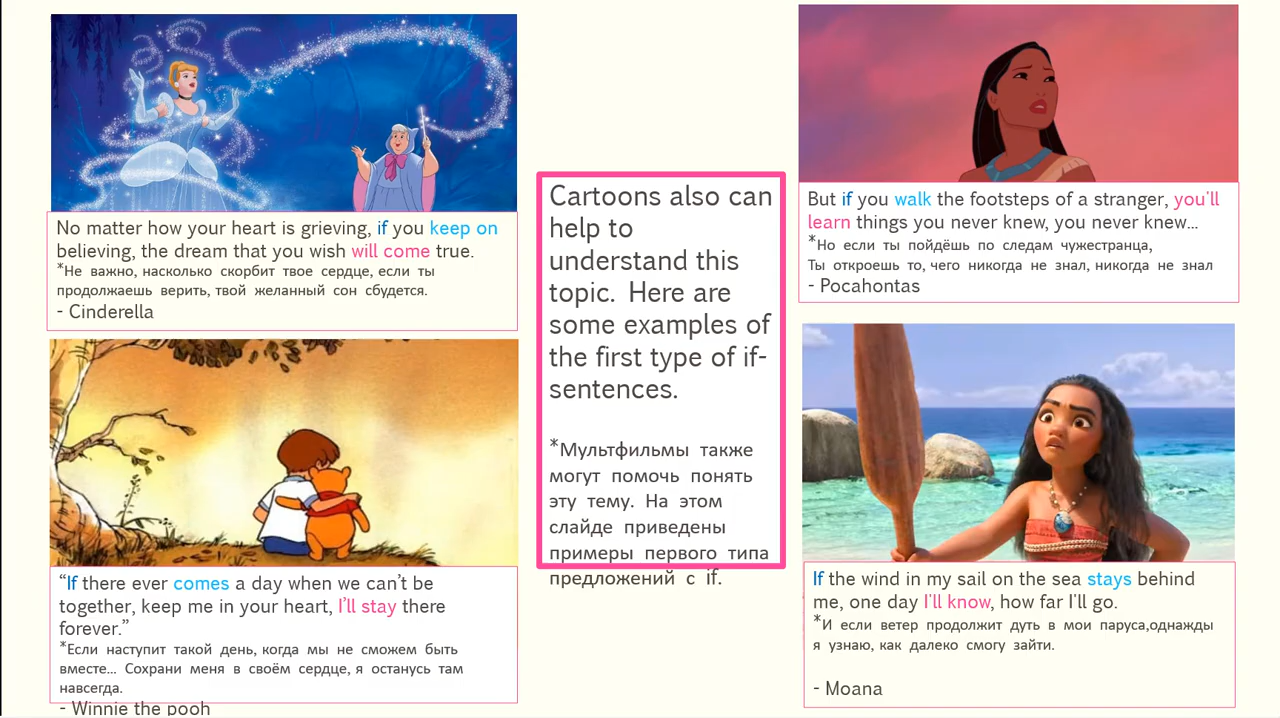 No matter how your heart is grieving, if you keep on
believing, the dream that you wish will come true.
*Не важно, насколько скорбит твое сердце, если ты
продолжаешь верить, твой желанный сон сбудется.
- Cinderella
“If there ever comes a day when we can’t be
together, keep me in your heart, I’ll stay there
forever.”
*Если наступит такой день, когда мы не сможем быть
вместе... Сохрани меня в своём сердце, я останусь там
навсегда.
- Winnie the pooh
Cartoons also can
help to
understand this
topic. Here are
some examples of
the first type of if-
sentences.
*Мультфильмы также
могут помочь понять
эту тему. На этом
слайде приведены
примеры первого типа
предложений с if.
But if you walk the footsteps of a stranger, you'll
learn things you never knew, you never knew...
*Но если ты пойдёшь по следам чужестранца,
Ты откроешь то, чего никогда не знал, никогда не знал
- Pocahontas
If the wind in my sail on the sea stays behind
me, one day I'll know, how far I'll go.
*И если ветер продолжит дуть в мои паруса,однажды
я узнаю, как далеко смогу зайти.
- Moana